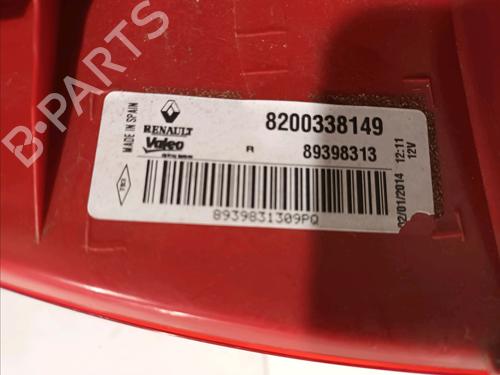 B-PARTS
MADE IN SPAIN
RENAULT
Valeo
8200338149
R 89398313
8939831309PQ
02/01/2014 12:11
12V